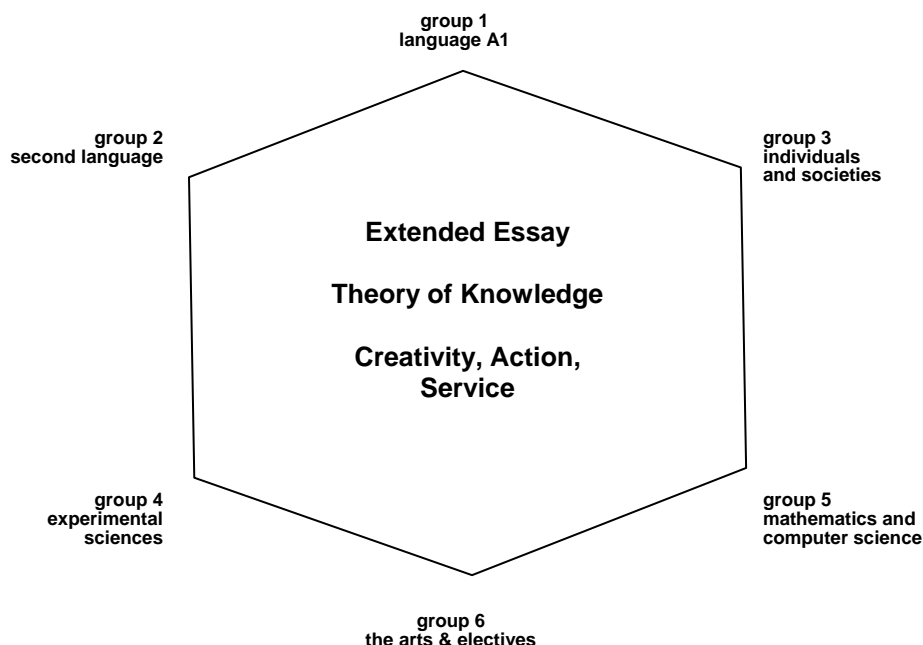 group 1
language A1
group 2
second language
group 3
individuals
and societies
Extended Essay
Theory of Knowledge
Creativity, Action,
Service
group 4
experimental
sciences
group 5
mathematics and
computer science
group 6
the arts & electives